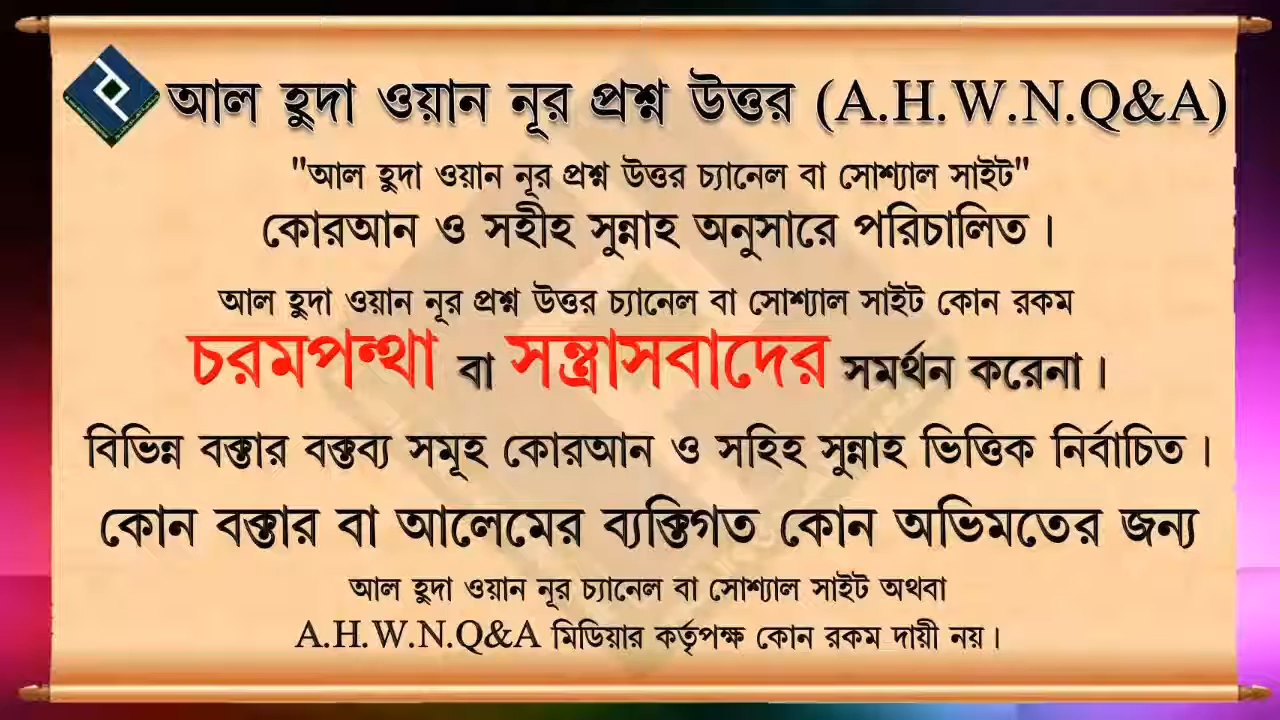 আল হুদা ওয়ান নূর প্রশ্ন উত্তর (A.H.W.N.Q&A)
"আল হুদা ওয়ান নূর প্রশ্ন উত্তর চ্যানেল বা সোশ্যাল সাইট"
কোরআন ও সহীহ সুন্নাহ অনুসারে পরিচালিত।
আল হুদা ওয়ান নূর প্রশ্ন উত্তর চ্যানেল বা সোশ্যাল সাইট কোন রকম
চরমপন্থা বা সন্ত্রাসবাদের সমর্থন করেনা।
বিভিন্ন বক্তার বক্তব্য সমূহ কোরআন ও সহিহ সুন্নাহ ভিত্তিক নির্বাচিত।
কোন বক্তার বা আলেমের ব্যক্তিগত কোন অভিমতের জন্য
আল হুদা ওয়ান নূর চ্যানেল বা সোশ্যাল সাইট অথবা
A.H.W.N.Q&A মিডিয়ার কর্তৃপক্ষ কোন রকম দায়ী নয়।